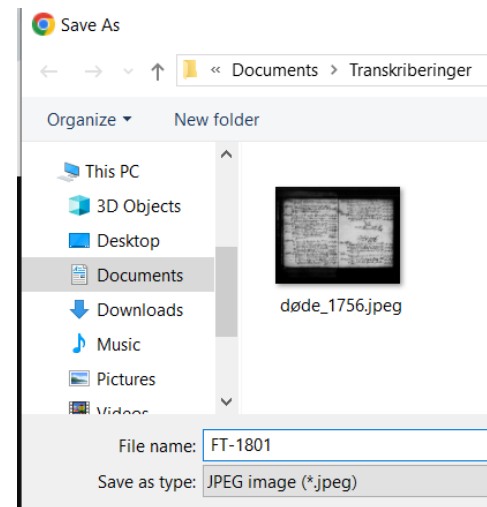 Save As
« Documents > Transkriberinger
Organize New folder
This PC
3D Objects
Desktop
Documents
Downloads
Music
Pictures
Videos
døde_1756.jpeg
File name: FT-1801
Save as type: JPEG image (*.jpeg)